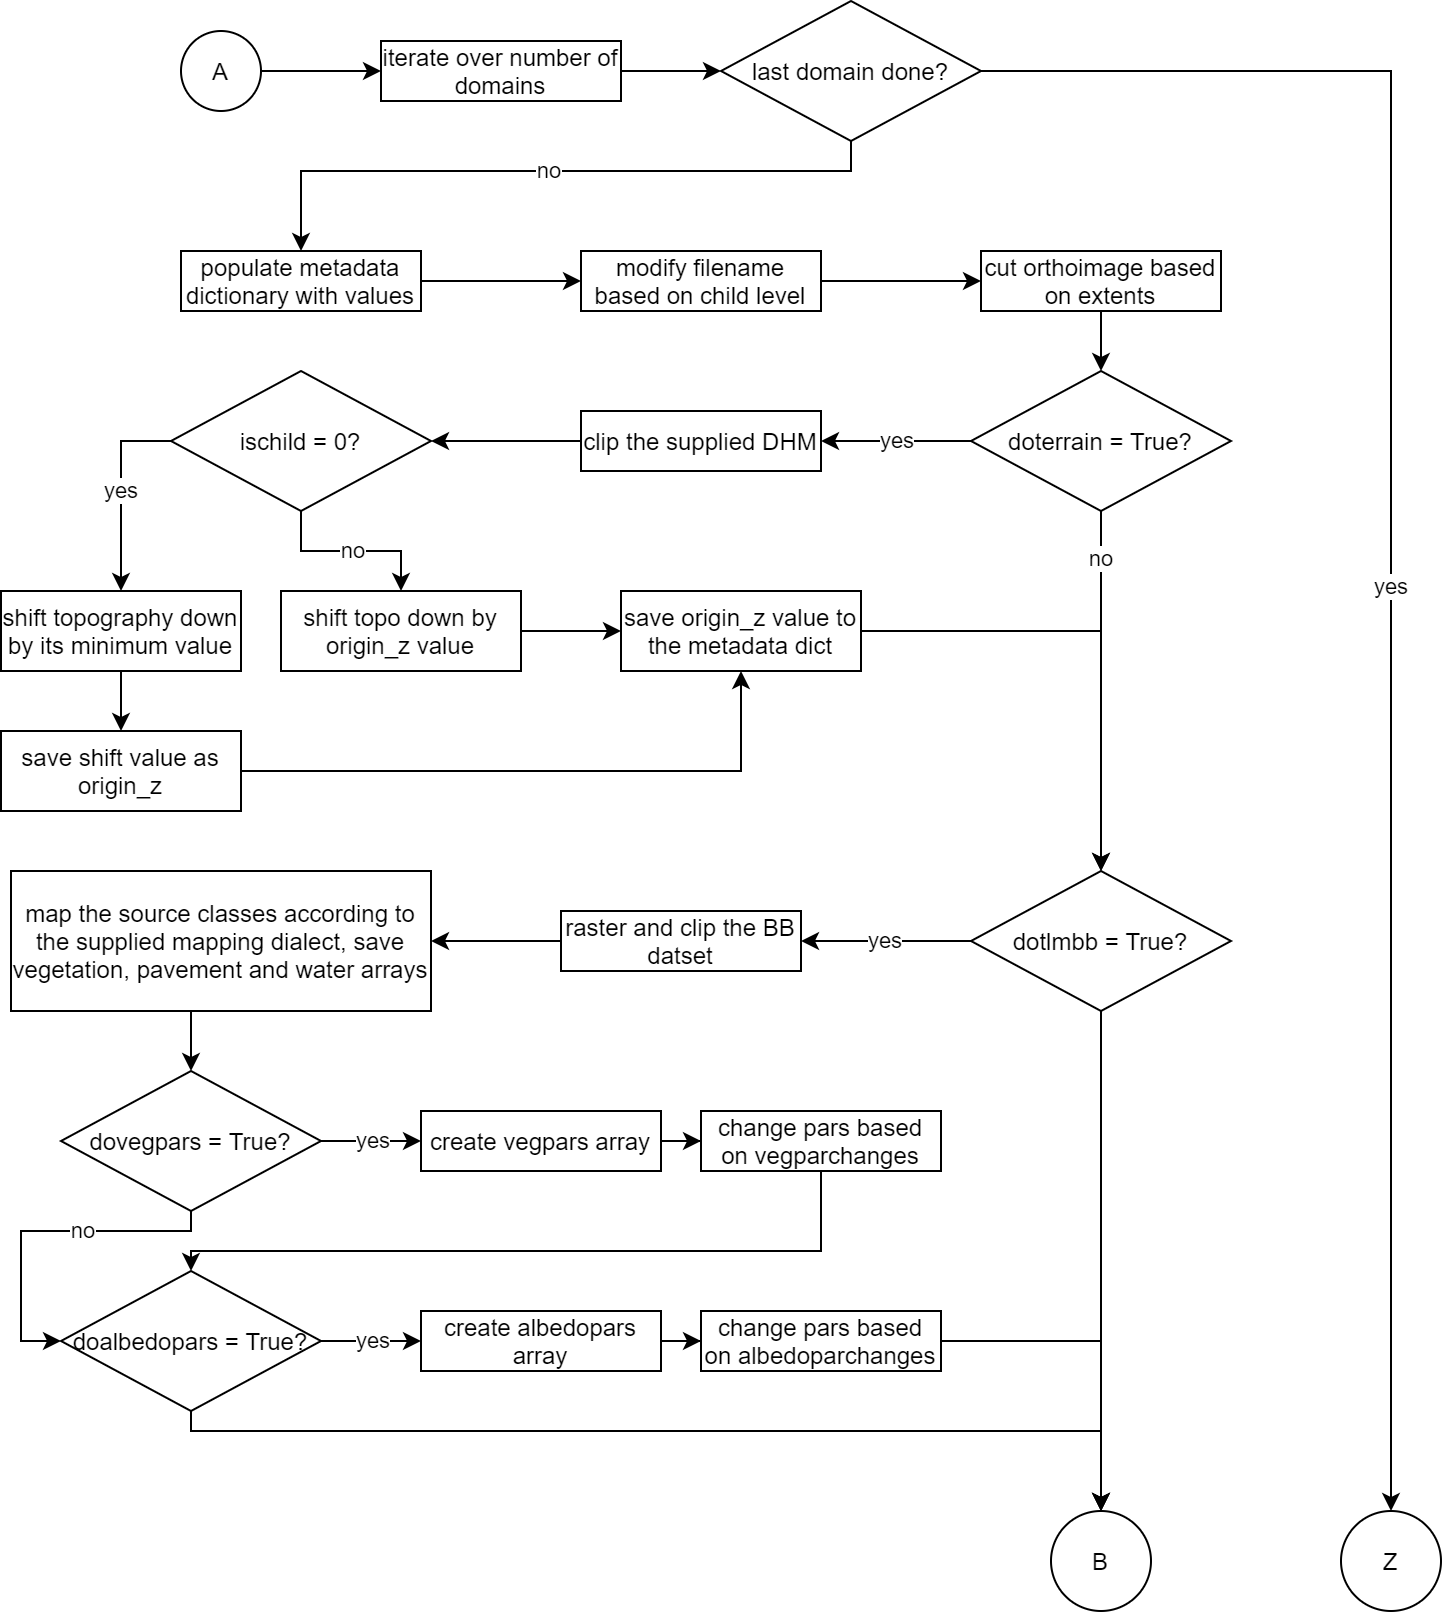 A
iterate over number of
domains
last domain done?
no
populate metadata
dictionary with values
modify filename
based on child level
cut orthoimage based
on extents
ischild = 0?
clip the supplied DHM
yes
doterrain = True?
yes
no
no
yes
shift topography down
by its minimum value
shift topo down by
origin_z value
save origin_z value to
the metadata dict
save shift value as
origin_z
map the source classes according to
the supplied mapping dialect, save
vegetation, pavement and water arrays
raster and clip the BB
datset
yes
dotlmbb = True?
dovegpars = True?
yes
create vegpars array
change pars based
on vegparchanges
no
doalbedopars = True?
yes
create albedopars
array
change pars based
on albedoparchanges
B
Z